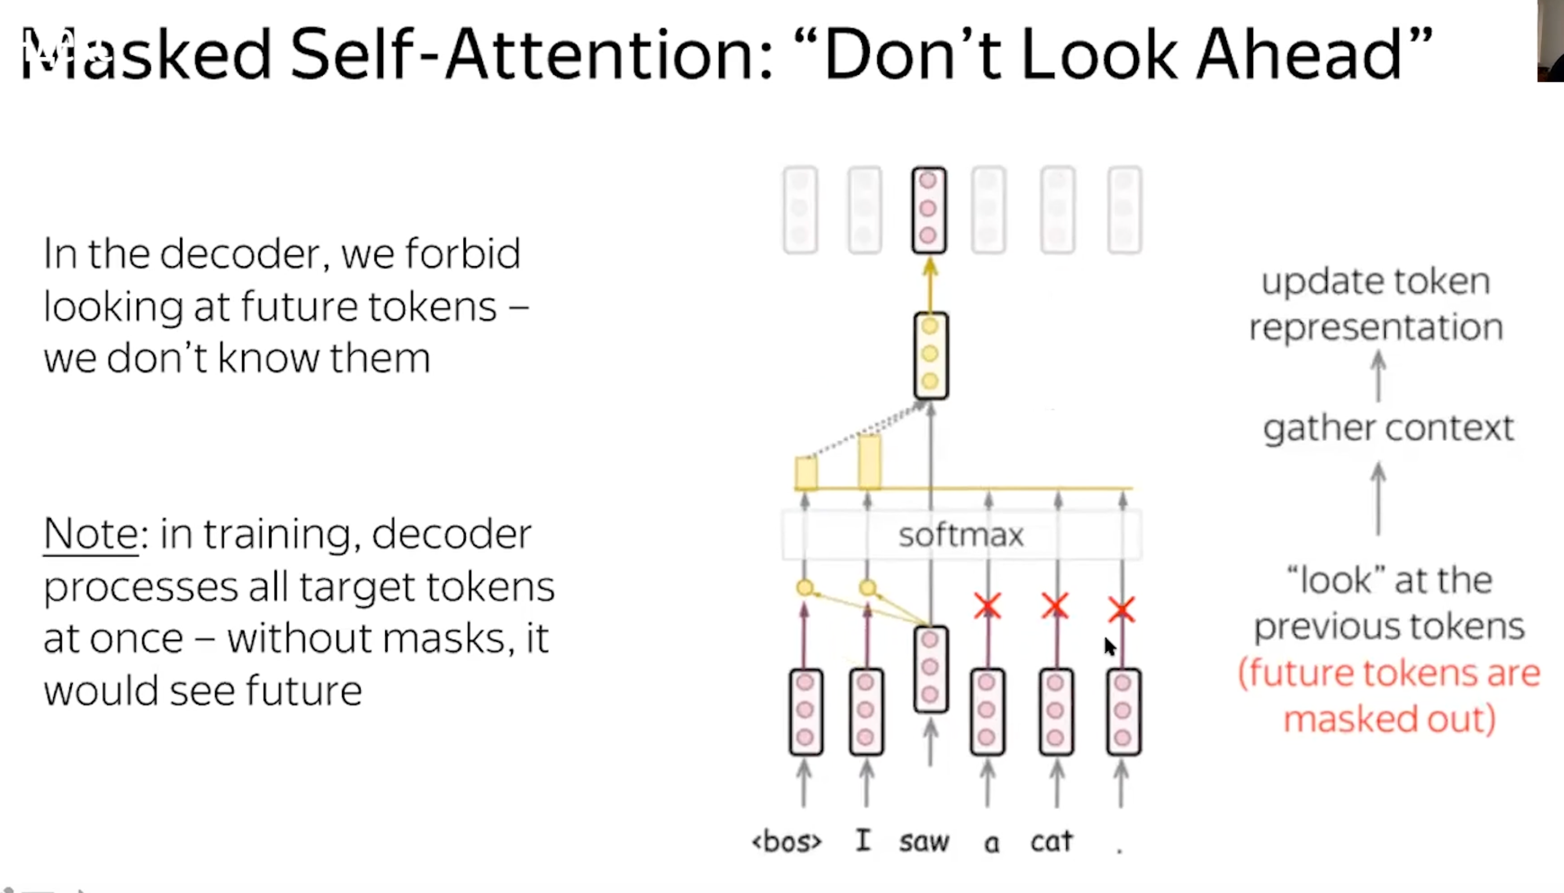 Masked Self-Attention: “Don’t Look Ahead”
In the decoder, we forbid
looking at future tokens –
we don’t know them
Note: in training, decoder
processes all target tokens
at once – without masks, it
would see future
softmax
<bos> I saw a cat .
update token
representation
gather context
“look” at the
previous tokens
(future tokens are
masked out)